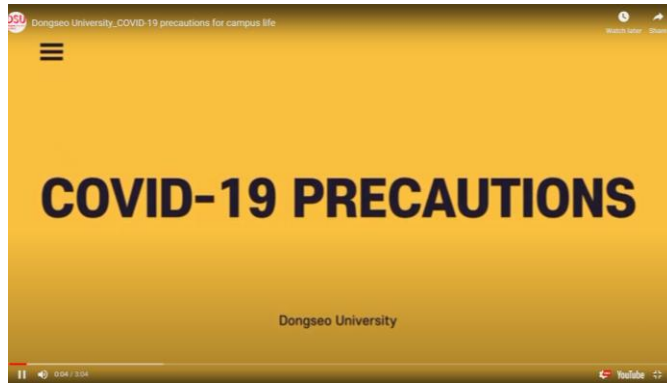 DSU
Dongseo University_COVID-19 precautions for campus life
Watch later
Share
COVID-19 PRECAUTIONS
Dongseo University
0:04 / 3:04
YouTube